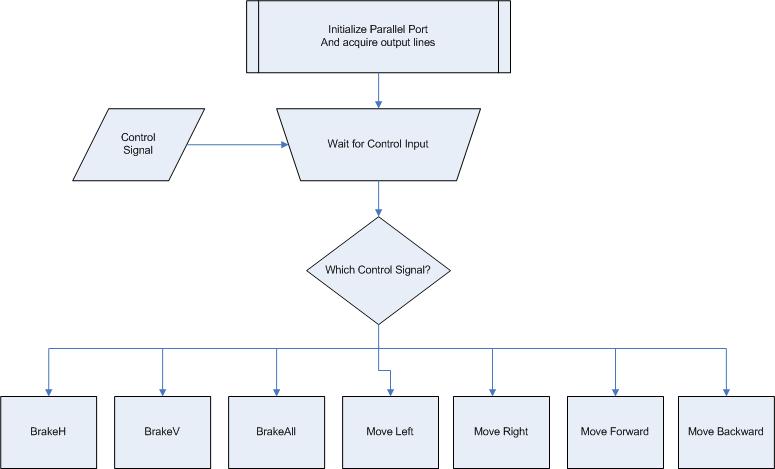 Initialize Parallel Port
And acquire output lines
Control
Signal
Wait for Control Input
Which Control Signal?
BrakeH
BrakeV
BrakeAll
Move Left
Move Right
Move Forward
Move Backward